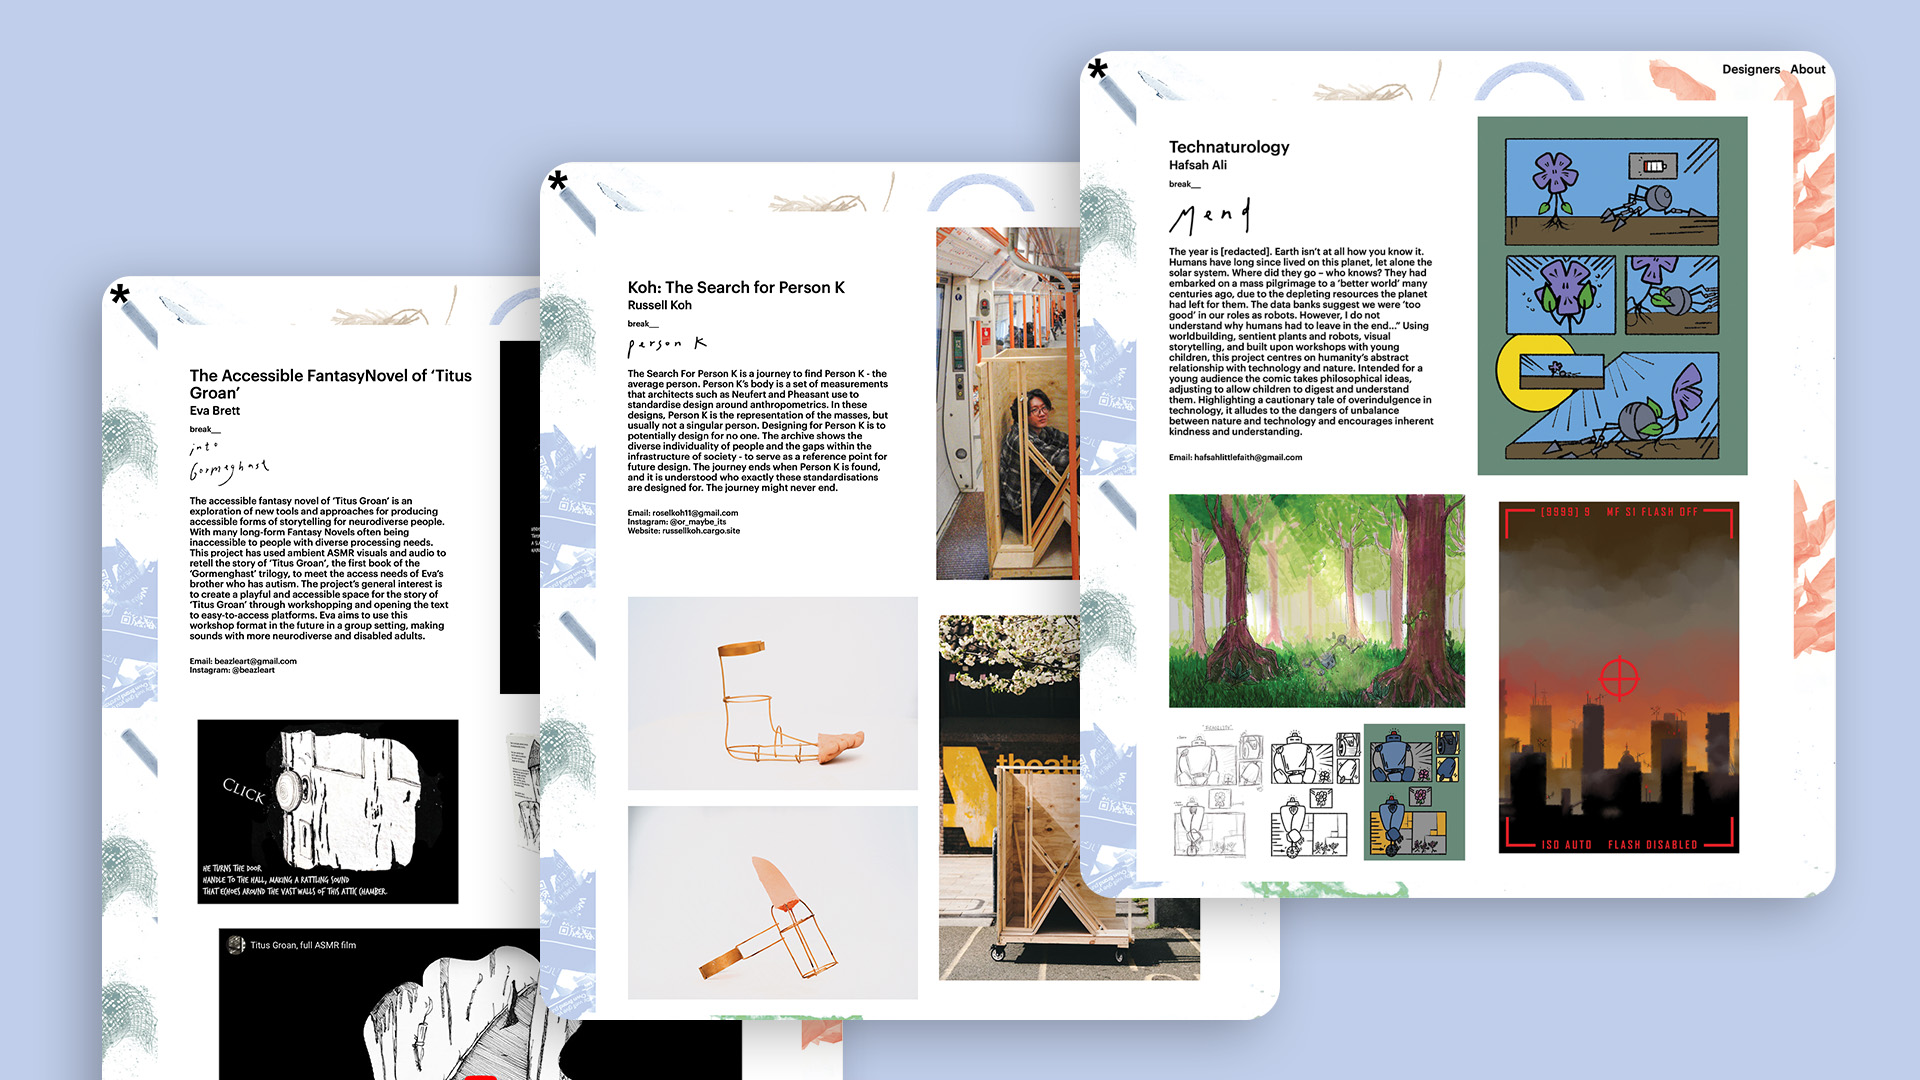 *
The Accessible FantasyNovel of ‘Titus
Groan’
Eva Brett
break__
into
Gormenghast
The accessible fantasy novel of ‘Titus Groan’ is an
exploration of new tools and approaches for producing
accessible forms of storytelling for neurodiverse people.
With many long-form Fantasy Novels often being
inaccessible to people with diverse processing needs.
This project has used ambient ASMR visuals and audio to
retell the story of ‘Titus Groan’, the first book of the
‘Gormenghast’ trilogy, to meet the access needs of Eva’s
brother who has autism. The project’s general interest is
to create a playful and accessible space for the story of
‘Titus Groan’ through workshopping and opening the text
to easy-to-access platforms. Eva aims to use this
workshop format in the future in a group setting, making
sounds with more neurodiverse and disabled adults.
Email: beazleart@gmail.com
Instagram: @beazleart
CLICK
HE TURNS THE DOOR
HANDLE TO THE HALL, MAKING A RATTLING SOUND
THAT ECHOES AROUND THE VAST WALLS OF THIS ATTIC CHAMBER.
Titus Groan, full ASMR film
*
Koh: The Search for Person K
Russell Koh
break__
person K
The Search For Person K is a journey to find Person K - the
average person. Person K’s body is a set of measurements
that architects such as Neufert and Pheasant use to
standardise design around anthropometrics. In these
designs, Person K is the representation of the masses, but
usually not a singular person. Designing for Person K is to
potentially design for no one. The archive shows the
diverse individuality of people and the gaps within the
infrastructure of society - to serve as a reference point for
future design. The journey ends when Person K is found,
and it is understood who exactly these standardisations
are designed for. The journey might never end.
Email: roselkoh11@gmail.com
Instagram: @or_maybe_its
Website: russellkoh.cargo.site
theatr
*
Designers About
Technaturology
Hafsah Ali
break__
Mend
The year is [redacted]. Earth isn’t at all how you know it.
Humans have long since lived on this planet, let alone the
solar system. Where did they go – who knows? They had
embarked on a mass pilgrimage to a ‘better world’ many
centuries ago, due to the depleting resources the planet
had left for them. The data banks suggest we were ‘too
good’ in our roles as robots. However, I do not
understand why humans had to leave in the end...” Using
worldbuilding, sentient plants and robots, visual
storytelling, and built upon workshops with young
children, this project centres on humanity’s abstract
relationship with technology and nature. Intended for a
young audience the comic takes philosophical ideas,
adjusting to allow children to digest and understand
them. Highlighting a cautionary tale of overindulgence in
technology, it alludes to the dangers of unbalance
between nature and technology and encourages inherent
kindness and understanding.
Email: hafsahlittlefaith@gmail.com
[9999] 9 MF SI FLASH OFF
ISO AUTO FLASH DISABLED